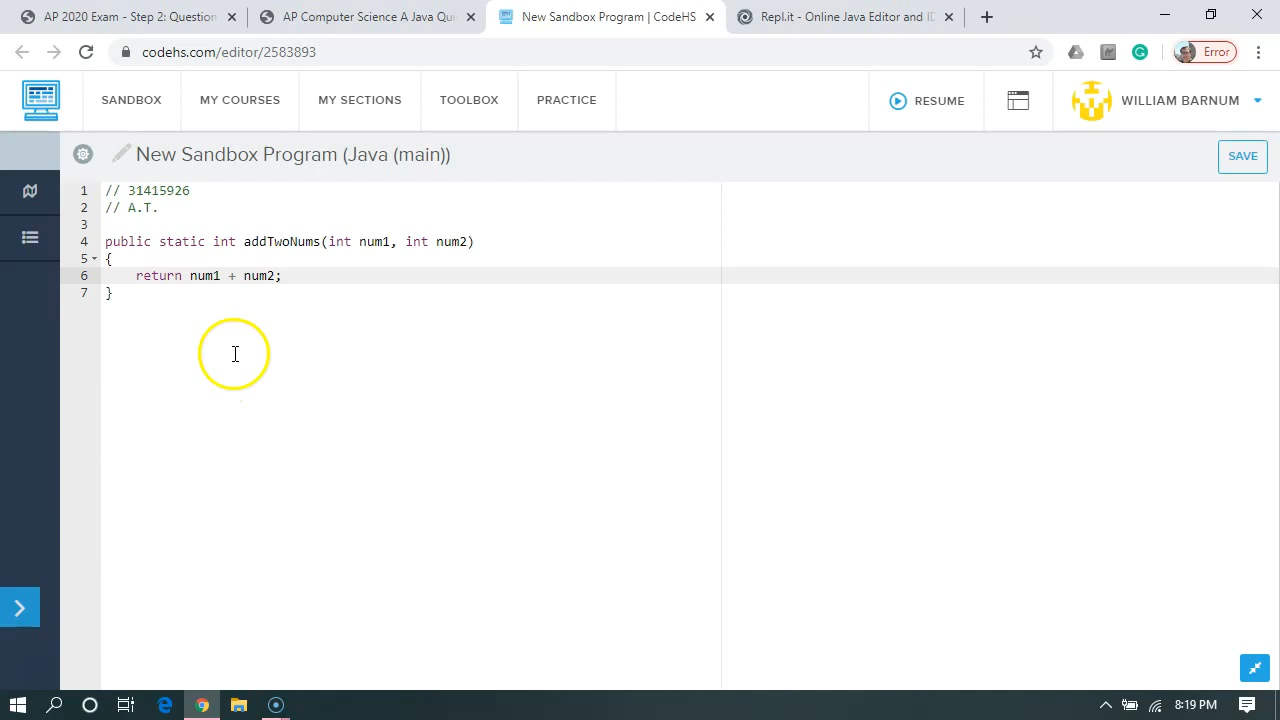 AP 2020 Exam - Step 2: Question
AP Computer Science A Java Qu
New Sandbox Program | CodeHS
Repl.it - Online Java Editor and ID
codehs.com/editor/2583893
Error
SANDBOX
MY COURSES
MY SECTIONS
TOOLBOX
PRACTICE
RESUME
WILLIAM BARNUM
New Sandbox Program (Java (main))
SAVE
1 // 31415926
2 // A.T.
3
4 public static int addTwoNums(int num1, int num2)
5 {
6 return num1 + num2;
7 }
8:19 PM